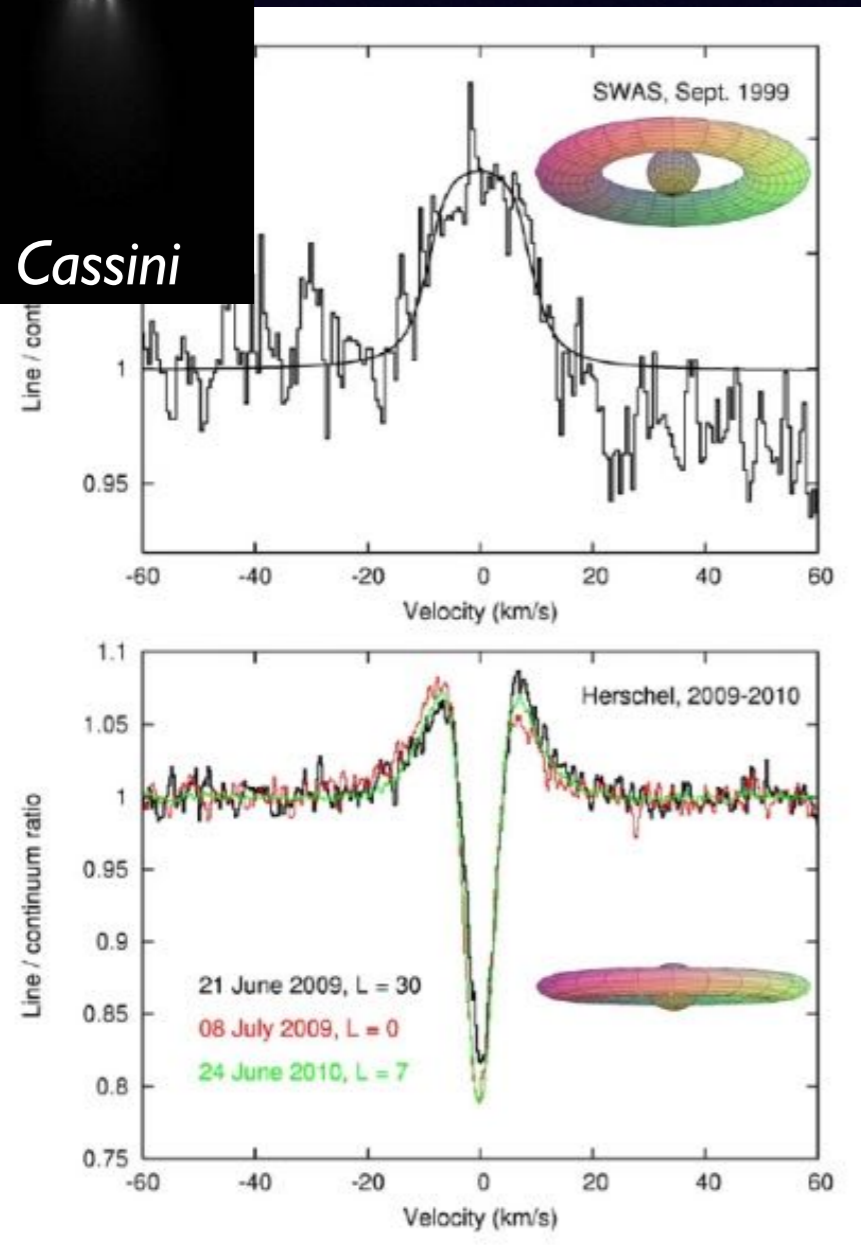 Cassini
SWAS, Sept. 1999
1
0.95
-60 -40 -20 0 20 40 60
Velocity (km/s)
Line /
1.1
1.05
1
0.95
0.9
0.85
0.8
0.75
Line / continuum ratio
Herschel, 2009-2010
21 June 2009, L = 30
08 July 2009, L = 0
24 June 2010, L = 7
-60 -40 -20 0 20 40 60
Velocity (km/s)